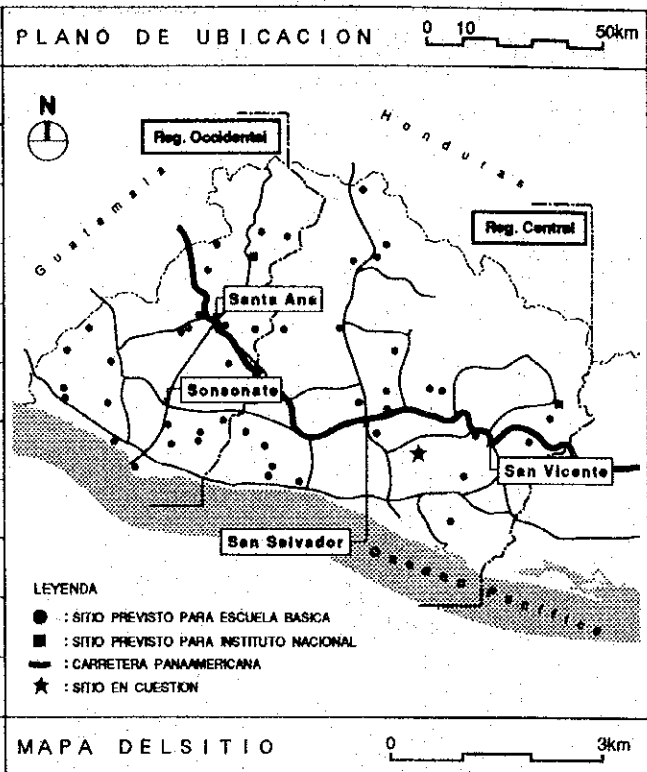 PLANO DE UBICACION
0 10 50km
N
Reg. Occidental
Honduras
Guatemala
Reg. Central
Santa Ana
Sonsonate
San Vicente
San Salvador
Oceano Pacifico
LEYENDA
: SITIO PREVISTO PARA ESCUELA BASICA
: SITIO PREVISTO PARA INSTITUTO NACIONAL
: CARRETERA PANAAMERICANA
: SITIO EN CUESTION
MAPA DELSITIO
0 3km